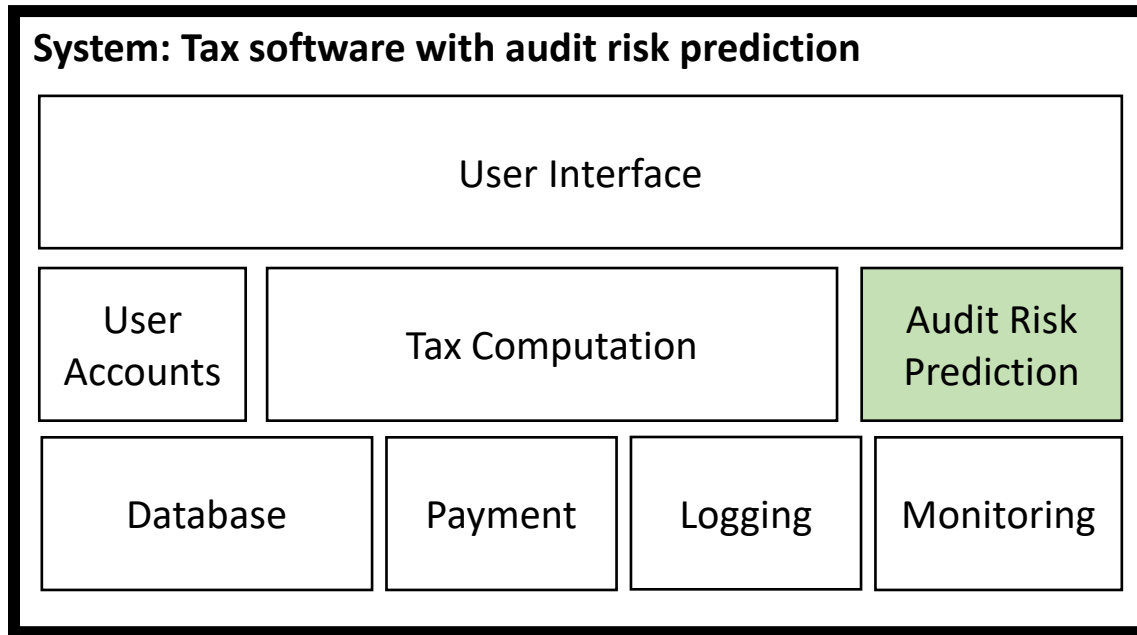 System: Tax software with audit risk prediction
User Interface
User
Accounts
Tax Computation
Audit Risk
Prediction
Database
Payment
Logging
Monitoring